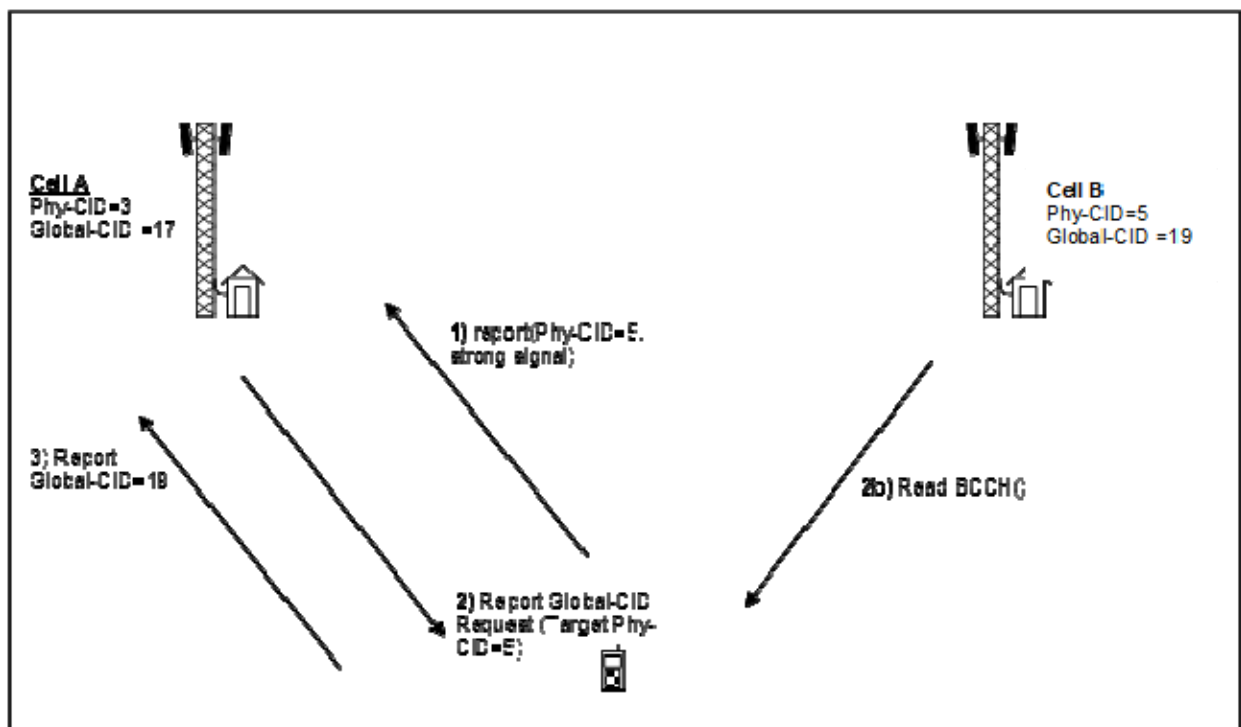 Cell A
Phy-CID=3
Global-CID =17
Cell B
Phy-CID=5
Global-CID =19
1) report(Phy-CID=5,
strong signal)
3) Report
Global-CID=19
2b) Read BCCH()
2) Report Global-CID
Request (Target Phy-
CID=5)